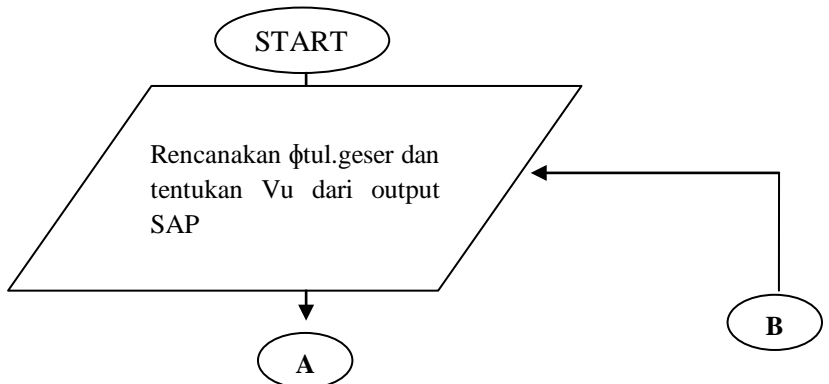 START
Rencanakan ϕtul.geser dan
tentukan Vu dari output
SAP
B
A